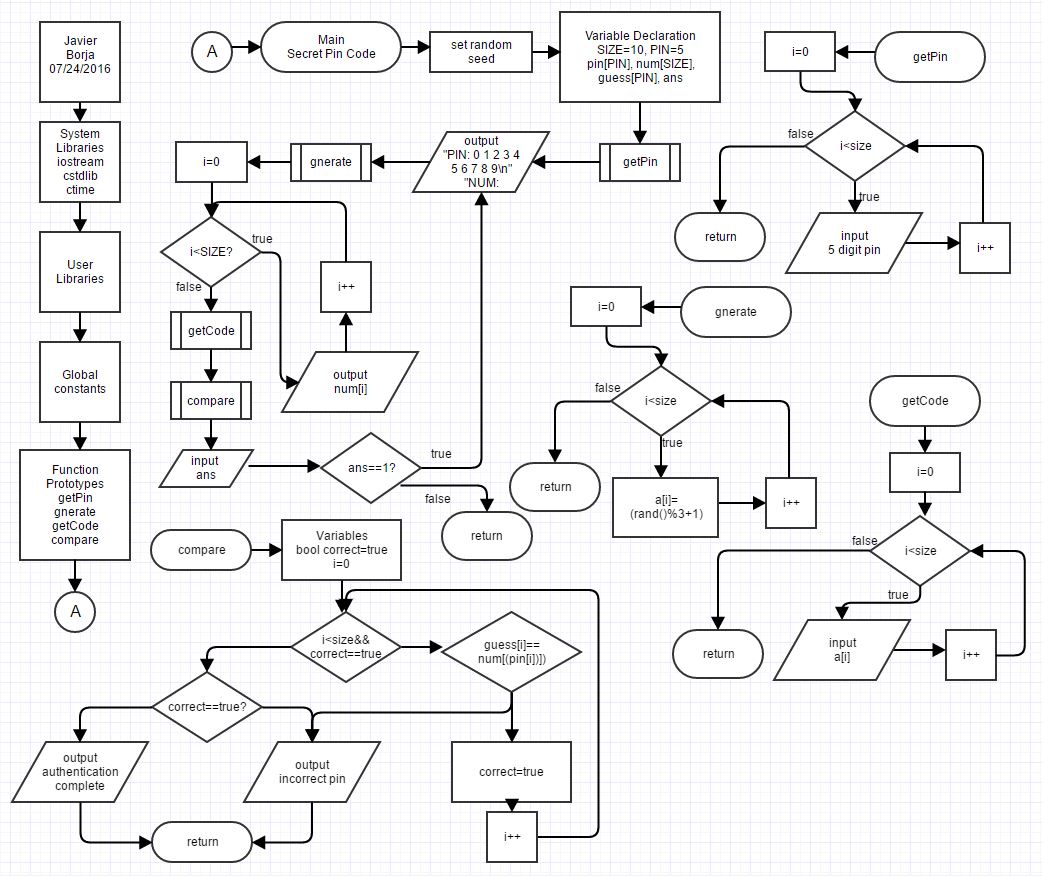 Javier
Borja
07/24/2016
System
Libraries
iostream
cstdlib
ctime
User
Libraries
Global
constants
Function
Prototypes
getPin
gnerate
getCode
compare
A
A
Main
Secret Pin Code
set random
seed
Variable Declaration
SIZE=10, PIN=5
pin[PIN], num[SIZE],
guess[PIN], ans
getPin
output
"PIN: 0 1 2 3 4
5 6 7 8 9\n"
"NUM:
gnerate
i=0
i<SIZE?
true
false
i++
output
num[i]
getCode
compare
input
ans
ans==1?
true
false
return
getPin
i=0
i<size
false
true
return
input
5 digit pin
i++
gnerate
i=0
i<size
false
true
return
a[i]=
(rand()%3+1)
i++
getCode
i=0
i<size
false
true
return
input
a[i]
i++
compare
Variables
bool correct=true
i=0
i<size&&
correct==true
guess[i]==
num[(pin[i])])
correct==true?
output
authentication
complete
output
incorrect pin
correct=true
i++
return